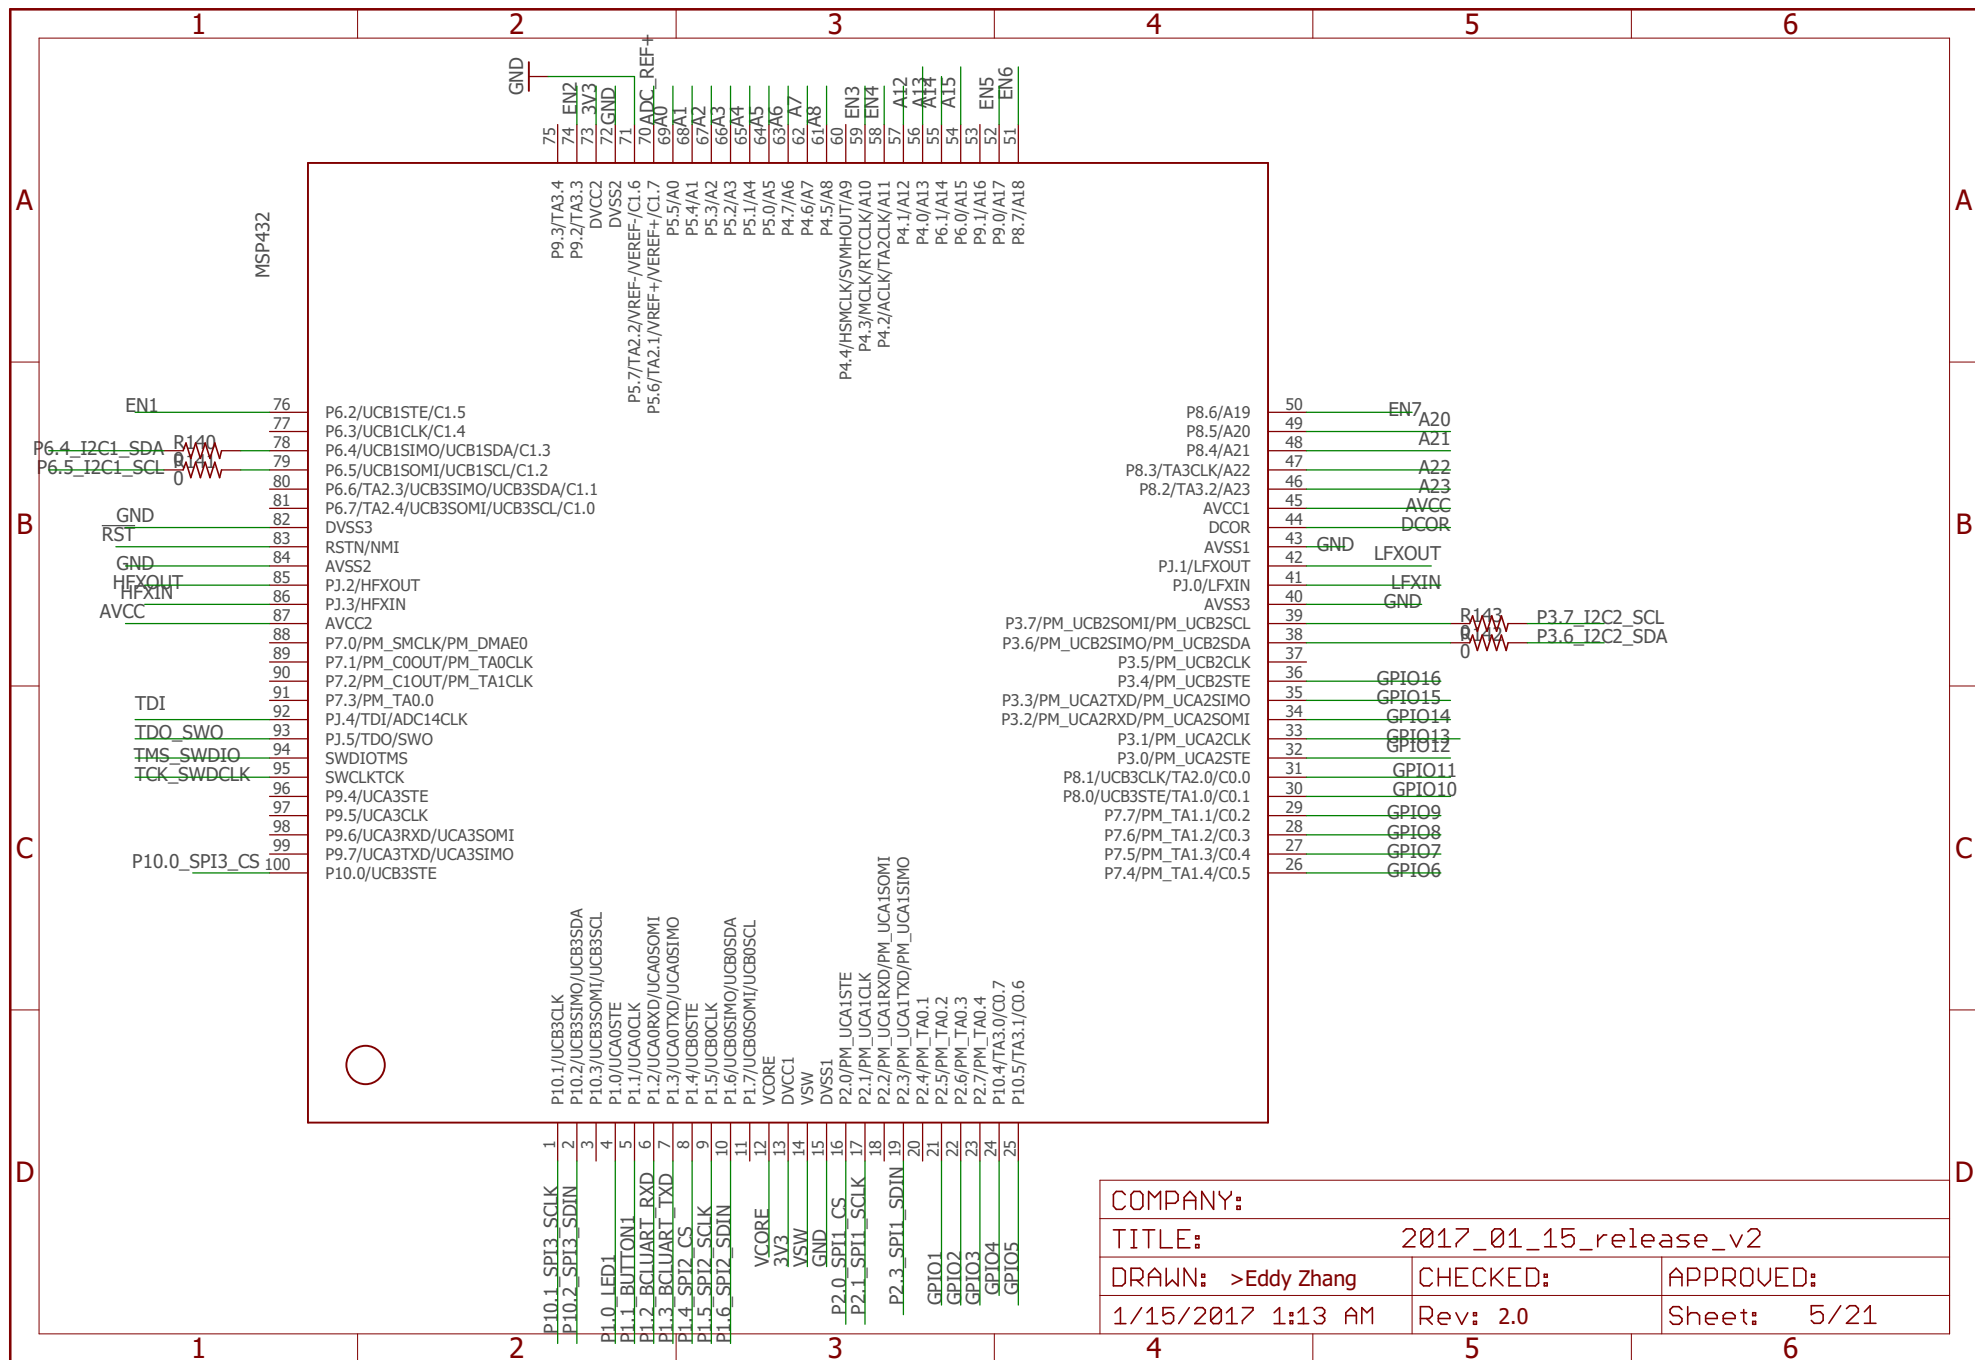 1 2 3 4 5 6
A
B
C
D
A
B
C
D
1 2 3 4 5 6
MSP432
GND
EN2
3V3
GND
ADC_REF+
A0
A1
A2
A3
A4
A5
A6
A7
A8
EN3
EN4
A12
A13
A14
A15
EN5
EN6
75 P9.3/TA3.4
74 P9.2/TA3.3
73 DVCC2
72 DVSS2
71 P5.7/TA2.2/VREF-/VEREF-/C1.6
70 P5.6/TA2.1/VREF+/VEREF+/C1.7
69 P5.5/A0
68 P5.4/A1
67 P5.3/A2
66 P5.2/A3
65 P5.1/A4
64 P5.0/A5
63 P4.7/A6
62 P4.6/A7
61 P4.5/A8
60 P4.4/HSMCLK/SVMHOUT/A9
59 P4.3/MCLK/RTCCLK/A10
58 P4.2/ACLK/TA2CLK/A11
57 P4.1/A12
56 P4.0/A13
55 P6.1/A14
54 P6.0/A15
53 P9.1/A16
52 P9.0/A17
51 P8.7/A18
EN1 76 P6.2/UCB1STE/C1.5
77 P6.3/UCB1CLK/C1.4
P6.4_I2C1_SDA R140 0 78 P6.4/UCB1SIMO/UCB1SDA/C1.3
P6.5_I2C1_SCL R141 0 79 P6.5/UCB1SOMI/UCB1SCL/C1.2
80 P6.6/TA2.3/UCB3SIMO/UCB3SDA/C1.1
81 P6.7/TA2.4/UCB3SOMI/UCB3SCL/C1.0
GND 82 DVSS3
RST 83 RSTN/NMI
GND 84 AVSS2
HFXOUT 85 PJ.2/HFXOUT
HFXIN 86 PJ.3/HFXIN
AVCC 87 AVCC2
88 P7.0/PM_SMCLK/PM_DMAE0
89 P7.1/PM_C0OUT/PM_TA0CLK
90 P7.2/PM_C1OUT/PM_TA1CLK
91 P7.3/PM_TA0.0
TDI 92 PJ.4/TDI/ADC14CLK
TDO_SWO 93 PJ.5/TDO/SWO
TMS_SWDIO 94 SWDIOTMS
TCK_SWDCLK 95 SWCLKTCK
96 P9.4/UCA3STE
97 P9.5/UCA3CLK
98 P9.6/UCA3RXD/UCA3SOMI
99 P9.7/UCA3TXD/UCA3SIMO
P10.0_SPI3_CS 100 P10.0/UCB3STE
P8.6/A19 50 EN7
P8.5/A20 49 A20
P8.4/A21 48 A21
P8.3/TA3CLK/A22 47 A22
P8.2/TA3.2/A23 46 A23
AVCC1 45 AVCC
DCOR 44 DCOR
AVSS1 43 GND
PJ.1/LFXOUT 42 LFXOUT
PJ.0/LFXIN 41 LFXIN
AVSS3 40 GND
P3.7/PM_UCB2SOMI/PM_UCB2SCL 39 R143 0 P3.7_I2C2_SCL
P3.6/PM_UCB2SIMO/PM_UCB2SDA 38 R142 0 P3.6_I2C2_SDA
P3.5/PM_UCB2CLK 37
P3.4/PM_UCB2STE 36 GPIO16
P3.3/PM_UCA2TXD/PM_UCA2SIMO 35 GPIO15
P3.2/PM_UCA2RXD/PM_UCA2SOMI 34 GPIO14
P3.1/PM_UCA2CLK 33 GPIO13
P3.0/PM_UCA2STE 32 GPIO12
P8.1/UCB3CLK/TA2.0/C0.0 31 GPIO11
P8.0/UCB3STE/TA1.0/C0.1 30 GPIO10
P7.7/PM_TA1.1/C0.2 29 GPIO9
P7.6/PM_TA1.2/C0.3 28 GPIO8
P7.5/PM_TA1.3/C0.4 27 GPIO7
P7.4/PM_TA1.4/C0.5 26 GPIO6
P10.1/UCB3CLK 1 P10.1_SPI3_SCLK
P10.2/UCB3SIMO/UCB3SDA 2 P10.2_SPI3_SDIN
P10.3/UCB3SOMI/UCB3SCL 3
P1.0/UCA0STE 4 P1.0_LED1
P1.1/UCA0CLK 5 P1.1_BUTTON1
P1.2/UCA0RXD/UCA0SOMI 6 P1.2_BCLUART_RXD
P1.3/UCA0TXD/UCA0SIMO 7 P1.3_BCLUART_TXD
P1.4/UCB0STE 8 P1.4_SPI2_CS
P1.5/UCB0CLK 9 P1.5_SPI2_SCLK
P1.6/UCB0SIMO/UCB0SDA 10 P1.6_SPI2_SDIN
P1.7/UCB0SOMI/UCB0SCL 11
VCORE 12 VCORE
DVCC1 13 3V3
VSW 14 VSW
DVSS1 15 GND
P2.0/PM_UCA1STE 16 P2.0_SPI1_CS
P2.1/PM_UCA1CLK 17 P2.1_SPI1_SCLK
P2.2/PM_UCA1RXD/PM_UCA1SOMI 18
P2.3/PM_UCA1TXD/PM_UCA1SIMO 19 P2.3_SPI1_SDIN
P2.4/PM_TA0.1 20
P2.5/PM_TA0.2 21 GPIO1
P2.6/PM_TA0.3 22 GPIO2
P2.7/PM_TA0.4 23 GPIO3
P10.4/TA3.0/C0.7 24 GPIO4
P10.5/TA3.1/C0.6 25 GPIO5
COMPANY:
TITLE: 2017_01_15_release_v2
DRAWN: >Eddy Zhang CHECKED: APPROVED:
1/15/2017 1:13 AM Rev: 2.0 Sheet: 5/21